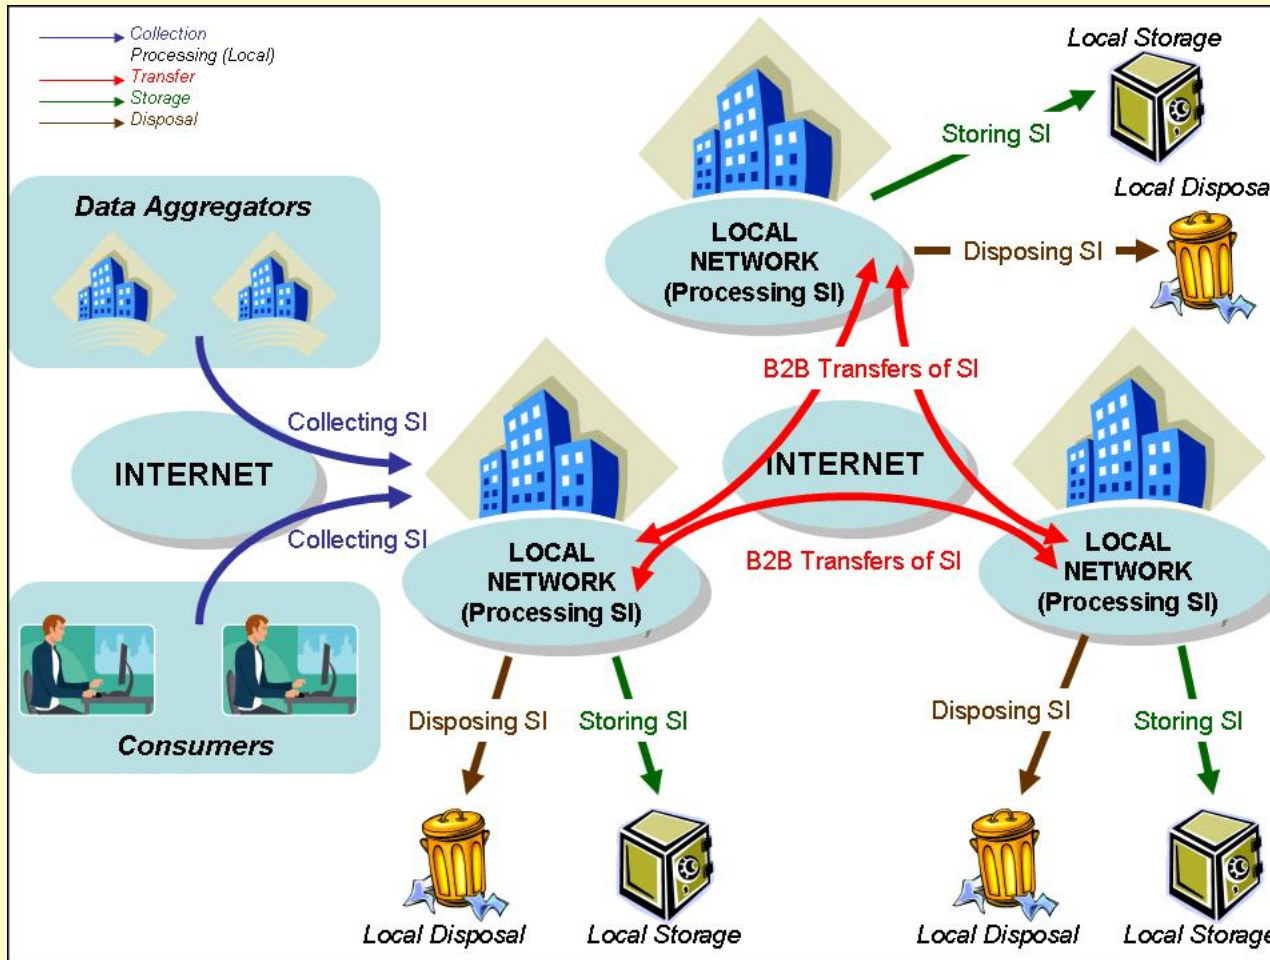 Collection
Processing (Local)
Transfer
Storage
Disposal
Local Storage
Storing SI
Local Disposal
Disposing SI
LOCAL
NETWORK
(Processing SI)
Data Aggregators
B2B Transfers of SI
Collecting SI
INTERNET
INTERNET
Collecting SI
LOCAL
NETWORK
(Processing SI)
B2B Transfers of SI
LOCAL
NETWORK
(Processing SI)
Consumers
Disposing SI
Storing SI
Disposing SI
Storing SI
Local Disposal
Local Storage
Local Disposal
Local Storage